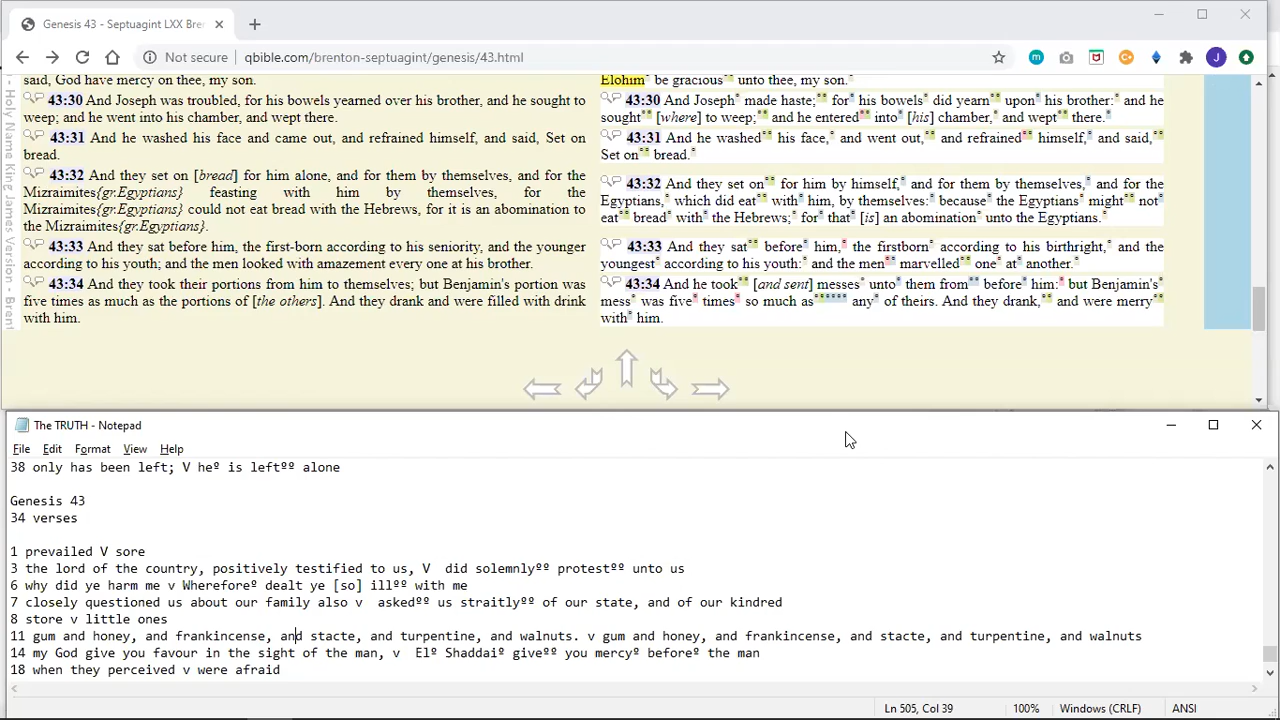 Genesis 43 - Septuagint LXX Bre
Not secure | qbible.com/brenton-septuagint/genesis/43.html
J
- Holy Name King James Version - Brent
said, God have mercy on thee, my son.
43:30 And Joseph was troubled, for his bowels yearned over his brother, and he sought to
weep; and he went into his chamber, and wept there.
43:31 And he washed his face and came out, and refrained himself, and said, Set on
bread.
43:32 And they set on [bread] for him alone, and for them by themselves, and for the
Mizraimites{gr.Egyptians} feasting with him by themselves, for the
Mizraimites{gr.Egyptians} could not eat bread with the Hebrews, for it is an abomination to
the Mizraimites{gr.Egyptians}.
43:33 And they sat before him, the first-born according to his seniority, and the younger
according to his youth; and the men looked with amazement every one at his brother.
43:34 And they took their portions from him to themselves; but Benjamin's portion was
five times as much as the portions of [the others]. And they drank and were filled with drink
with him.
Elohim be gracious unto thee, my son.
43:30 And Joseph made haste; for his bowels did yearn upon his brother: and he
sought [where] to weep; and he entered into [his] chamber, and wept there.
43:31 And he washed his face, and went out, and refrained himself, and said,
Set on bread.
43:32 And they set on for him by himself, and for them by themselves, and for the
Egyptians, which did eat with him, by themselves: because the Egyptians might not
eat bread with the Hebrews; for that [is] an abomination unto the Egyptians.
43:33 And they sat before him, the firstborn according to his birthright, and the
youngest according to his youth: and the men marvelled one at another.
43:34 And he took [and sent] messes unto them from before him: but Benjamin's
mess was five times so much as any of theirs. And they drank, and were merry
with him.
The TRUTH - Notepad
File Edit Format View Help
38 only has been left; V heº is leftºº alone
Genesis 43
34 verses
1 prevailed V sore
3 the lord of the country, positively testified to us, V did solemnlyºº protestºº unto us
6 why did ye harm me v Whereforeº dealt ye [so] illºº with me
7 closely questioned us about our family also v askedºº us straitlyºº of our state, and of our kindred
8 store v little ones
11 gum and honey, and frankincense, and stacte, and turpentine, and walnuts. v gum and honey, and frankincense, and stacte, and turpentine, and walnuts
14 my God give you favour in the sight of the man, v Elº Shaddaiº giveºº you mercyº beforeº the man
18 when they perceived v were afraid
Ln 505, Col 39 100% Windows (CRLF) ANSI